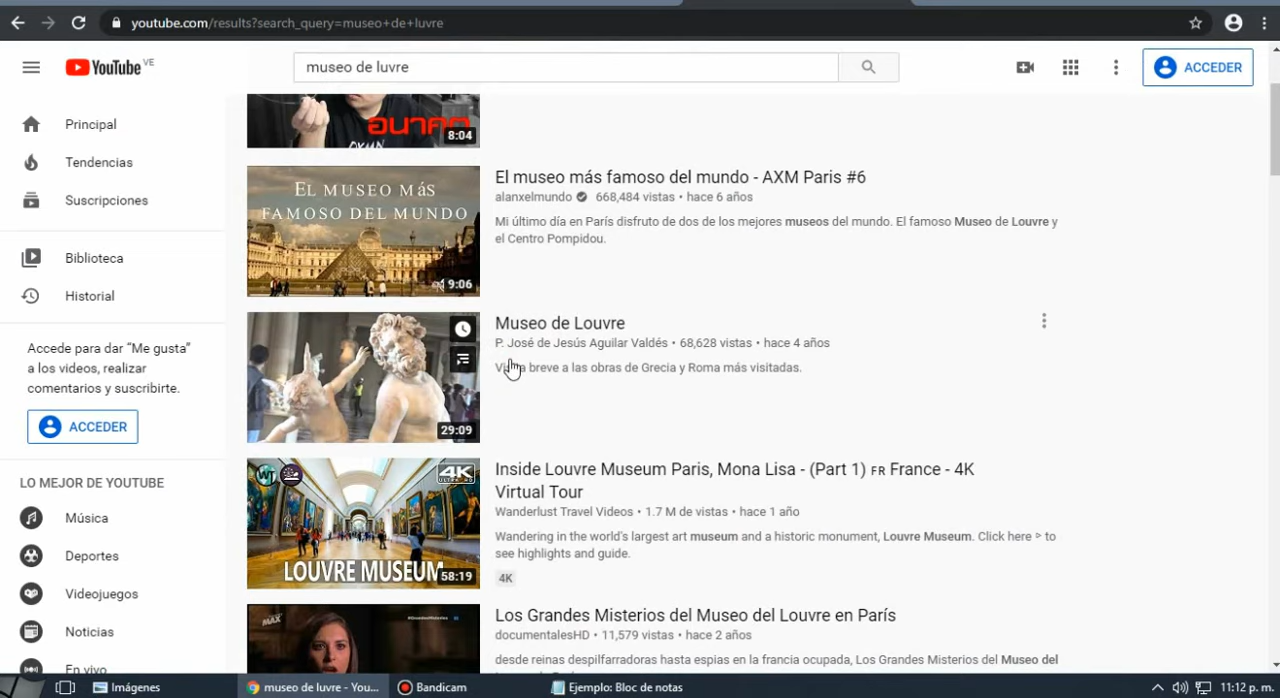 youtube.com/results?search_query=museo+de+luvre
YouTube VE
museo de luvre
ACCEDER
อนาคต
8:04
Principal
Tendencias
Suscripciones
Biblioteca
Historial
Accede para dar “Me gusta”
a los videos, realizar
comentarios y suscribirte.
ACCEDER
LO MEJOR DE YOUTUBE
Música
Deportes
Videojuegos
Noticias
En vivo
EL MUSEO MÁS
FAMOSO DEL MUNDO
9:06
El museo más famoso del mundo - AXM Paris #6
alanxelmundo 668,484 vistas • hace 6 años
Mi último día en París disfruto de dos de los mejores museos del mundo. El famoso Museo de Louvre y
el Centro Pompidou.
29:09
Museo de Louvre
P. José de Jesús Aguilar Valdés • 68,628 vistas • hace 4 años
breve a las obras de Grecia y Roma más visitadas.
4K
LOUVRE MUSEUM
58:19
Inside Louvre Museum Paris, Mona Lisa - (Part 1) FR France - 4K
Virtual Tour
Wanderlust Travel Videos • 1.7 M de vistas • hace 1 año
Wandering in the world's largest art museum and a historic monument, Louvre Museum. Click here > to
see highlights and guide.
4K
MAX
Los Grandes Misterios del Museo del Louvre en París
documentalesHD • 11,579 vistas • hace 2 años
desde reinas despilfarradoras hasta espias en la francia ocupada, Los Grandes Misterios del Museo del
Imágenes
museo de luvre - You...
Bandicam
Ejemplo: Bloc de notas
11:12 p. m.